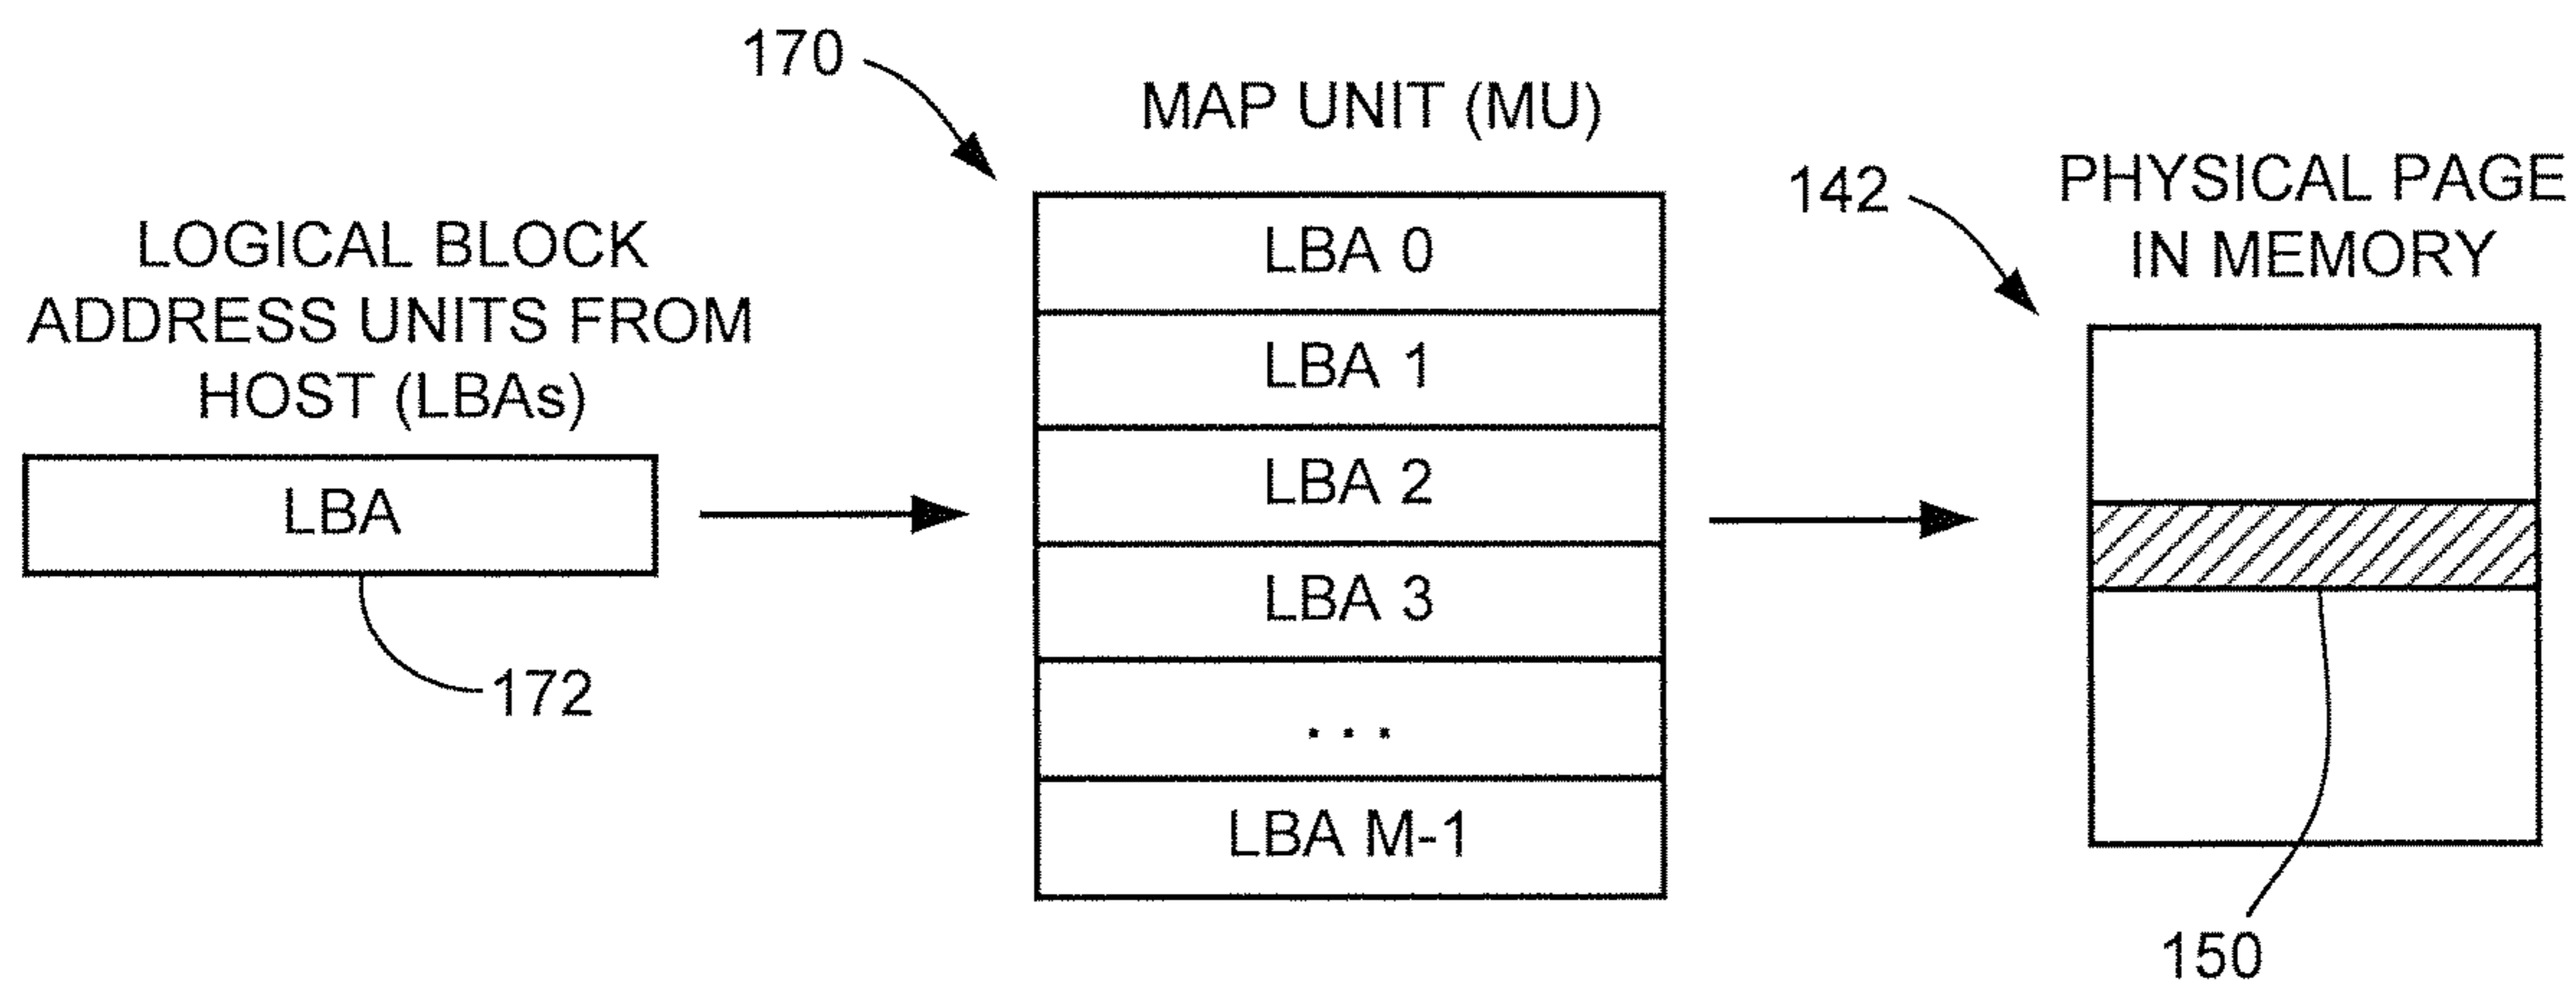 170
MAP UNIT (MU)
142
PHYSICAL PAGE
IN MEMORY
LOGICAL BLOCK
ADDRESS UNITS FROM
HOST (LBAs)
LBA
172
LBA 0
LBA 1
LBA 2
LBA 3
. . .
LBA M-1
150